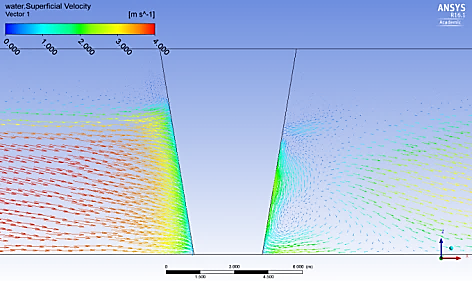 water.Superficial Velocity
Vector 1
[m s^-1]
0.000 1.000 2.000 3.000 4.000
ANSYS
R16.1
Academic
0 3.000 6.000 (m)
1.500 4.500